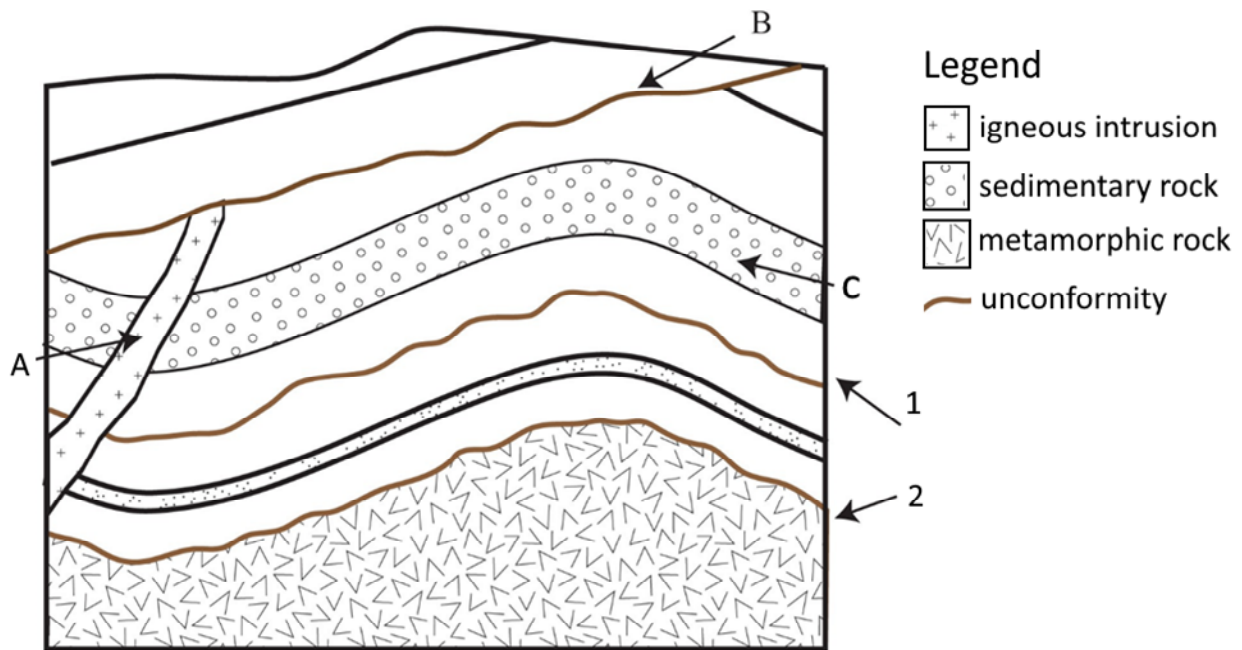 B
Legend
igneous intrusion
sedimentary rock
metamorphic rock
unconformity
C
A
1
2